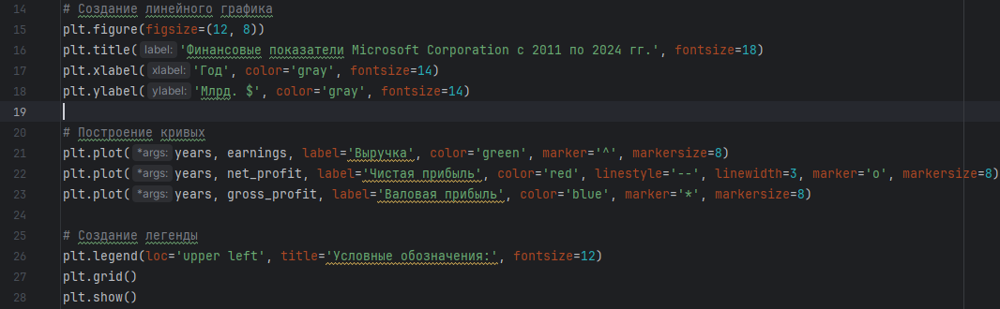 14 # Создание линейного графика
15 plt.figure(figsize=(12, 8))
16 plt.title( label: 'Финансовые показатели Microsoft Corporation с 2011 по 2024 гг.', fontsize=18)
17 plt.xlabel( xlabel: 'Год', color='gray', fontsize=14)
18 plt.ylabel( ylabel: 'Млрд. $', color='gray', fontsize=14)
19
20 # Построение кривых
21 plt.plot( *args: years, earnings, label='Выручка', color='green', marker='^', markersize=8)
22 plt.plot( *args: years, net_profit, label='Чистая прибыль', color='red', linestyle='--', linewidth=3, marker='o', markersize=8)
23 plt.plot( *args: years, gross_profit, label='Валовая прибыль', color='blue', marker='*', markersize=8)
24
25 # Создание легенды
26 plt.legend(loc='upper left', title='Условные обозначения:', fontsize=12)
27 plt.grid()
28 plt.show()